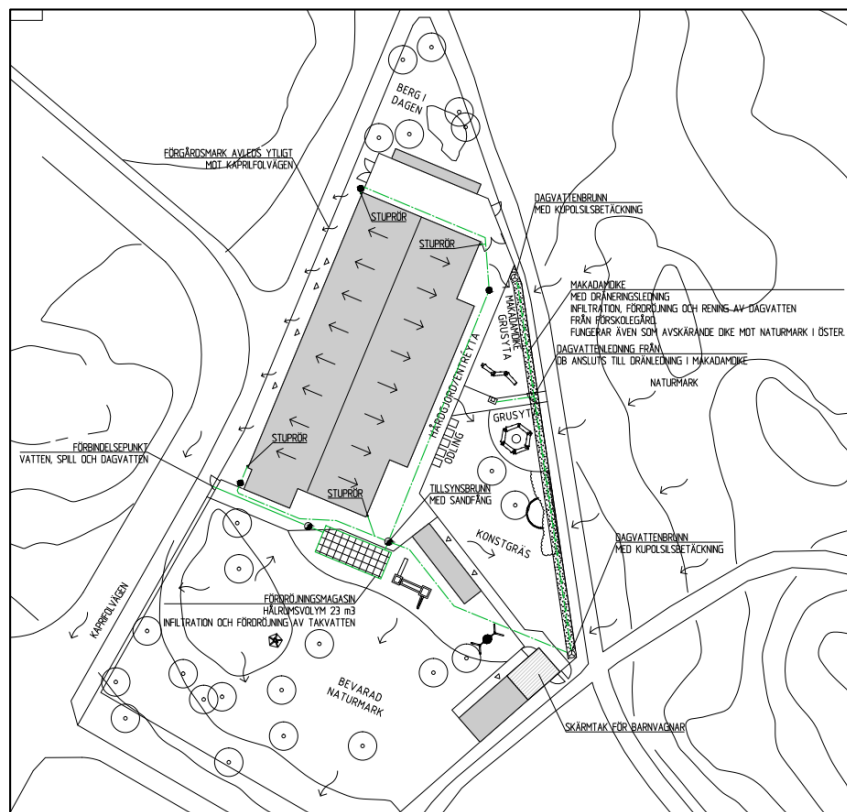 BERG I
DAGEN
FÖRGÅRDSMARK AVLEDS YTLIGT
MOT KAPRILFOLVÄGEN
STUPRÖR
STUPRÖR
DAGVATTENBRUNN
MED KUPOLSILSBETÄCKNING
MAKADAMDIKE
MED DRÄNERINGSLEDNING
INFILTRATION, FÖRDRÖJNING OCH RENING AV DAGVATTEN
FRÅN FÖRSKOLEGÅRD.
FUNGERAR ÄVEN SOM AVSKÄRANDE DIKE MOT NATURMARK I ÖSTER.
MAKADAMDIKE
GRUSYTA
DAGVATTENLEDNING FRÅN
DB ANSLUTS TILL DRÄNLEDNING I MAKADAMDIKE
NATURMARK
HÅRDGJORD/ENTRÉYTA
GRUSYTA
ODLING
FÖRBINDELSEPUNKT
VATTEN, SPILL OCH DAGVATTEN
STUPRÖR
STUPRÖR
TILLSYNSBRUNN
MED SANDFÅNG
KONSTGRÄS
DAGVATTENBRUNN
MED KUPOLSILSBETÄCKNING
KAPRIFOLVÄGEN
FÖRDRÖJNINGSMAGASIN
HÅLRUMSVOLYM 23 m3
INFILTRATION OCH FÖRDRÖJNING AV TAKVATTEN
BEVARAD
NATURMARK
SKÄRMTAK FÖR BARNVAGNAR